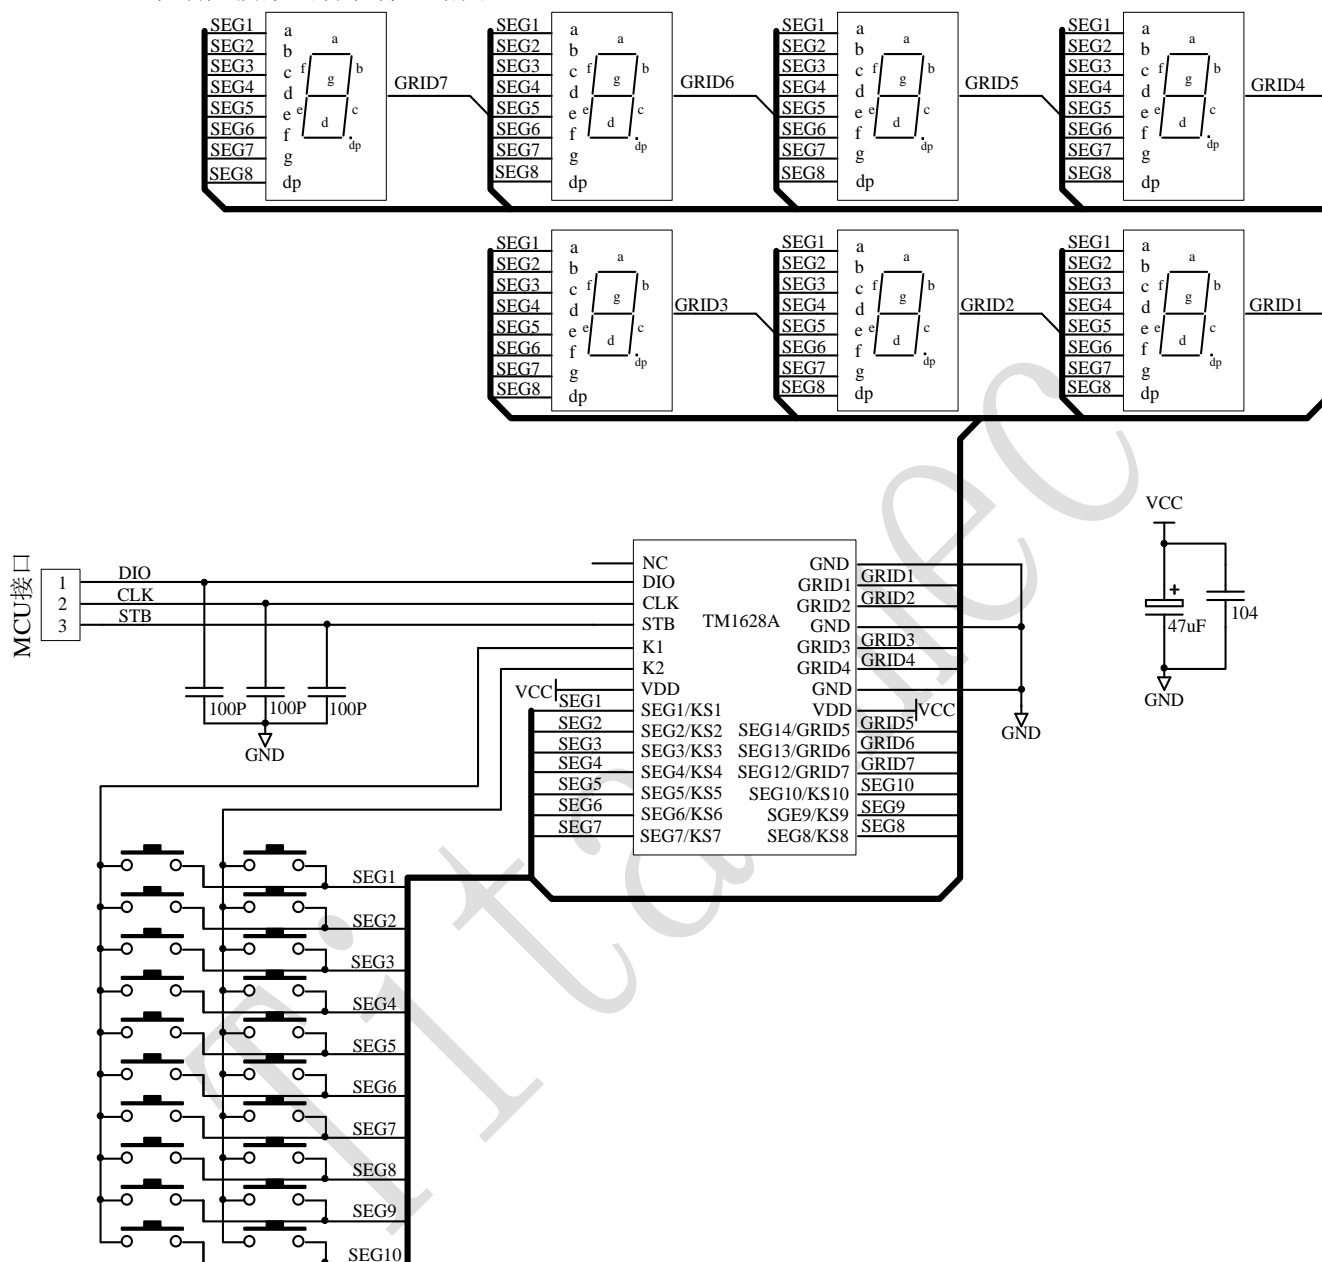 SEG1 a SEG1 a SEG1 a SEG1 a
SEG2 b SEG2 b SEG2 b SEG2 b
SEG3 c SEG3 c SEG3 c SEG3 c
SEG4 d SEG4 d SEG4 d SEG4 d
SEG5 e SEG5 e SEG5 e SEG5 e
SEG6 f SEG6 f SEG6 f SEG6 f
SEG7 g SEG7 g SEG7 g SEG7 g
SEG8 dp SEG8 dp SEG8 dp SEG8 dp
a f b g e c d dp GRID7
a f b g e c d dp GRID6
a f b g e c d dp GRID5
a f b g e c d dp GRID4
SEG1 a SEG1 a SEG1 a
SEG2 b SEG2 b SEG2 b
SEG3 c SEG3 c SEG3 c
SEG4 d SEG4 d SEG4 d
SEG5 e SEG5 e SEG5 e
SEG6 f SEG6 f SEG6 f
SEG7 g SEG7 g SEG7 g
SEG8 dp SEG8 dp SEG8 dp
a f b g e c d dp GRID3
a f b g e c d dp GRID2
a f b g e c d dp GRID1
MCU接口
1 DIO
2 CLK
3 STB
100P 100P 100P
GND
TM1628A
NC
DIO
CLK
STB
K1
K2
VCC VDD
SEG1 SEG1/KS1
SEG2 SEG2/KS2
SEG3 SEG3/KS3
SEG4 SEG4/KS4
SEG5 SEG5/KS5
SEG6 SEG6/KS6
SEG7 SEG7/KS7
GND
GRID1 GRID1
GRID2 GRID2
GND
GRID3 GRID3
GRID4 GRID4
GND
VDD VCC
SEG14/GRID5 GRID5
SEG13/GRID6 GRID6
SEG12/GRID7 GRID7
SEG10/KS10 SEG10
SGE9/KS9 SEG9
SEG8/KS8 SEG8
GND
VCC
+
47uF 104
GND
SEG1
SEG2
SEG3
SEG4
SEG5
SEG6
SEG7
SEG8
SEG9
SEG10